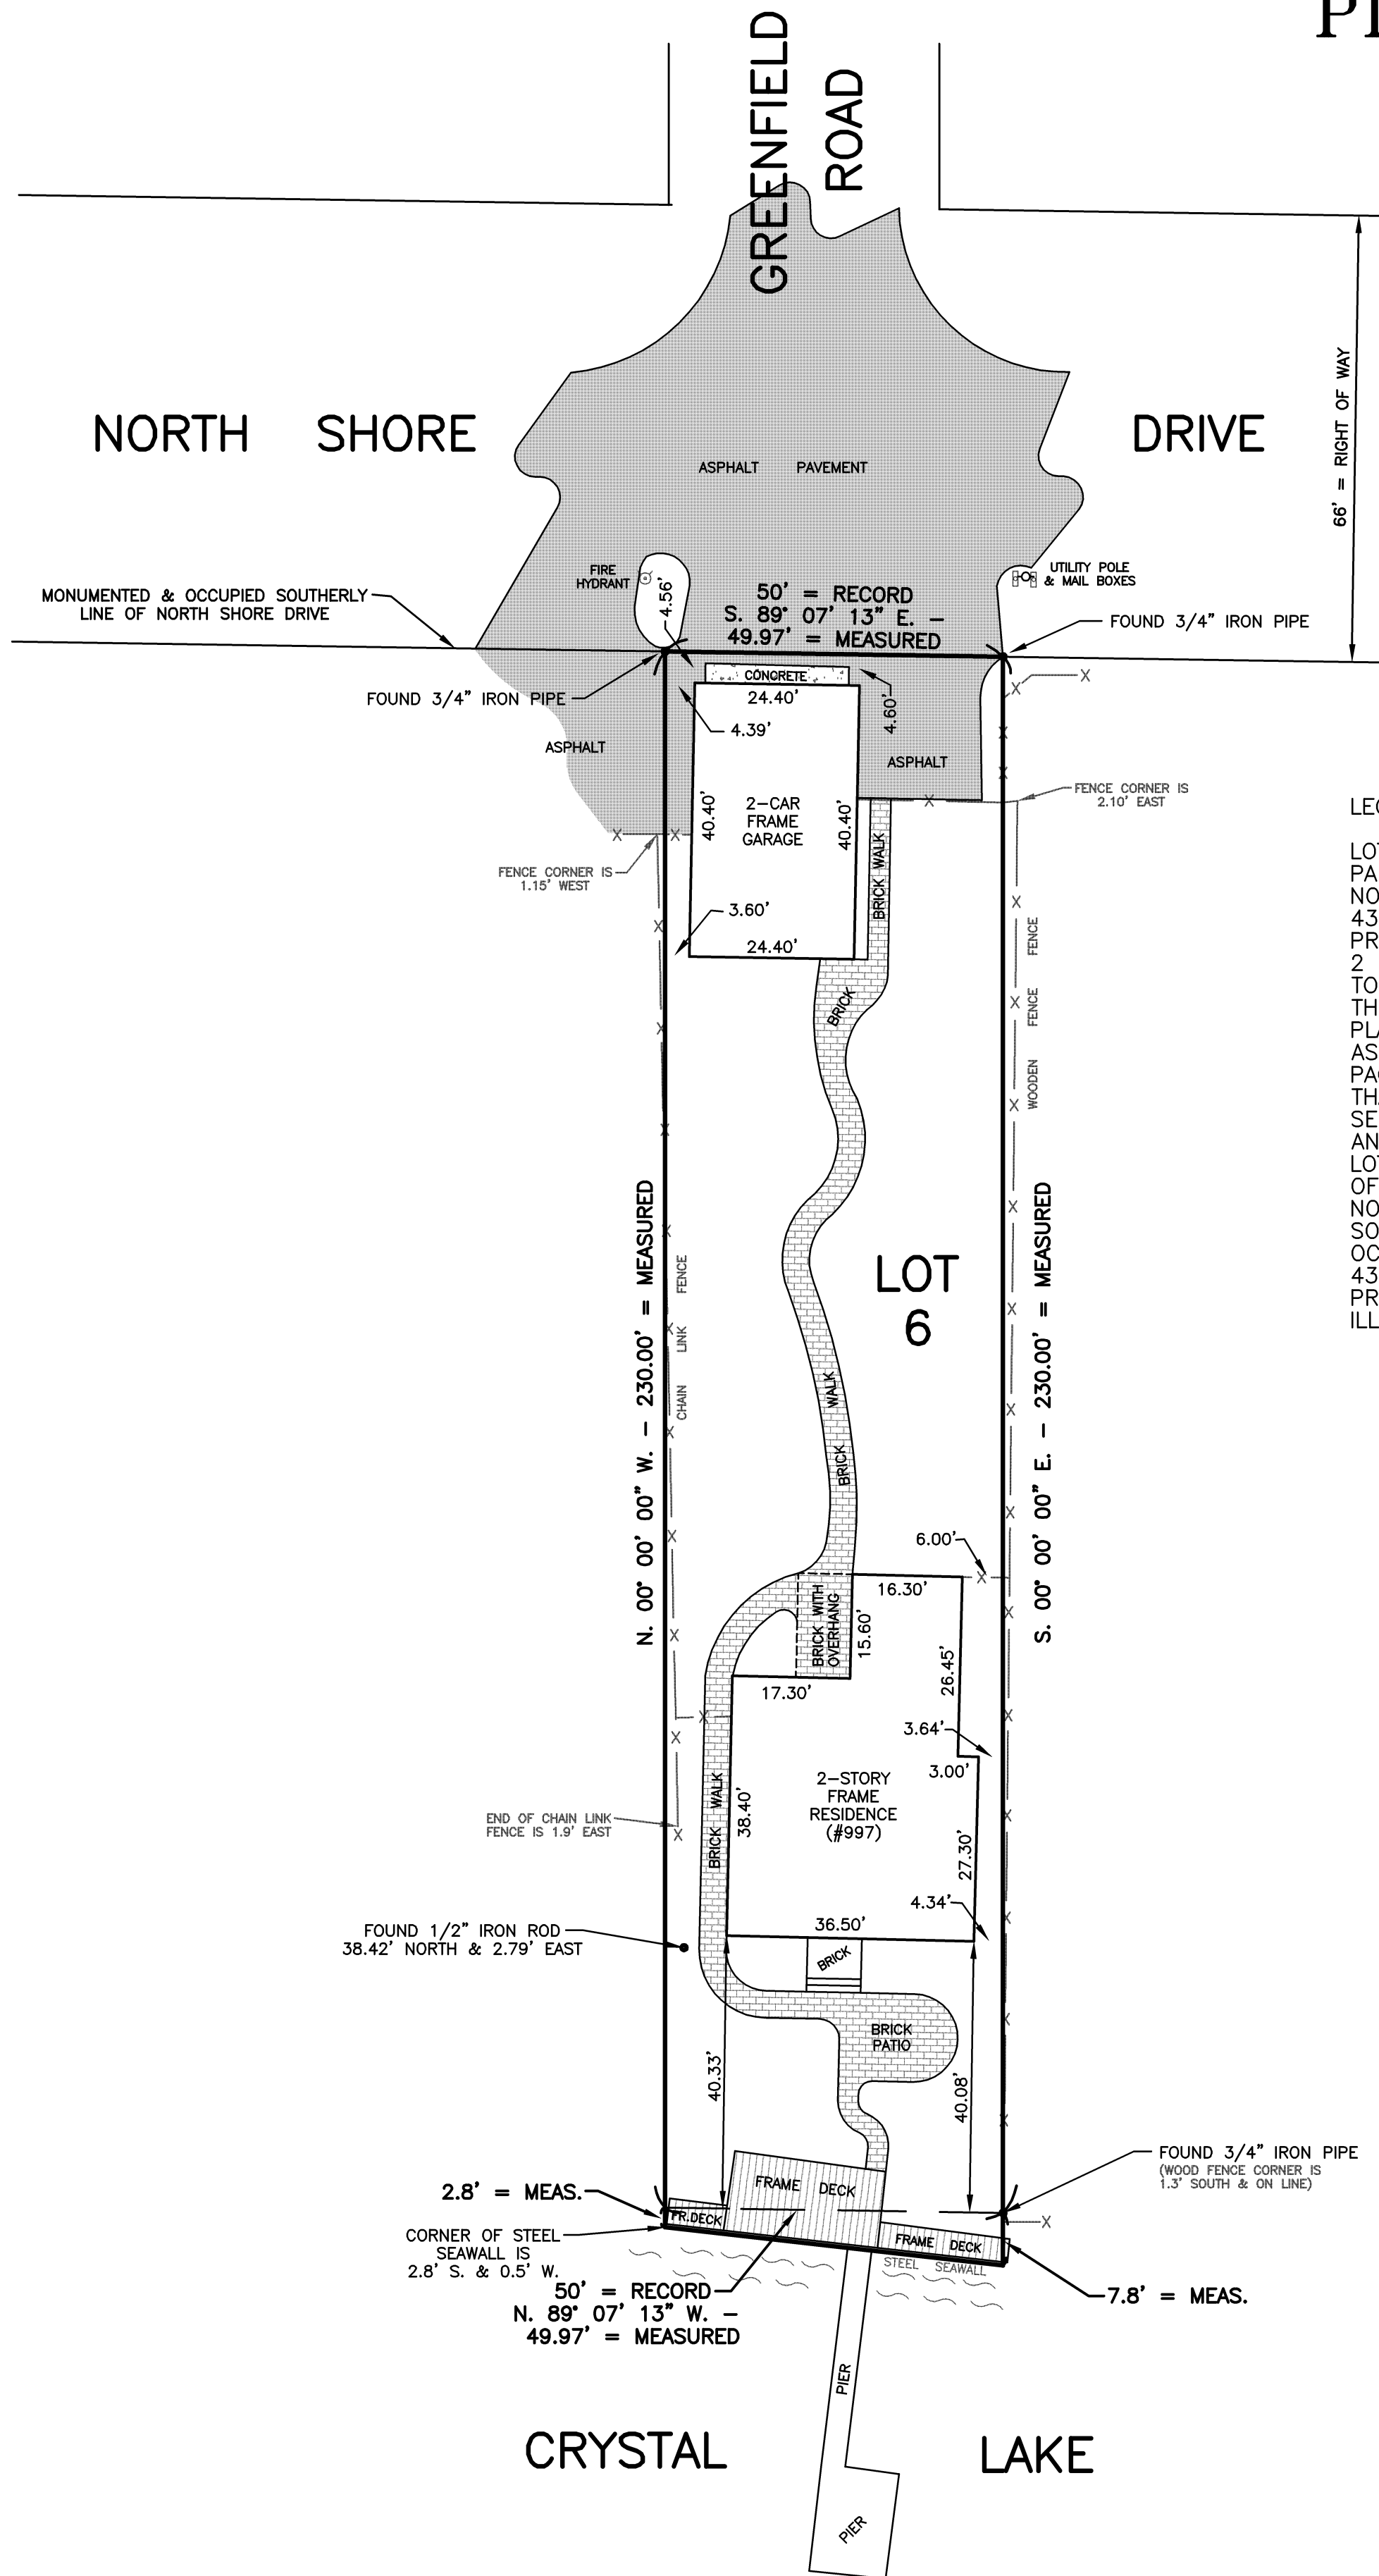 GREENFIELD
ROAD
NORTH SHORE DRIVE
66' = RIGHT OF WAY
ASPHALT PAVEMENT
FIRE
HYDRANT
4.56'
UTILITY POLE
& MAIL BOXES
MONUMENTED & OCCUPIED SOUTHERLY
LINE OF NORTH SHORE DRIVE
50' = RECORD
S. 89° 07' 13" E. –
49.97' = MEASURED
FOUND 3/4" IRON PIPE
FOUND 3/4" IRON PIPE
CONCRETE
24.40'
4.60'
4.39'
ASPHALT
ASPHALT
FENCE CORNER IS
2.10' EAST
40.40'
2–CAR
FRAME
GARAGE
40.40'
BRICK WALK
FENCE CORNER IS
1.15' WEST
3.60'
24.40'
BRICK
WOODEN FENCE FENCE
N. 00° 00' 00" W. – 230.00' = MEASURED
CHAIN LINK FENCE
LOT
6
S. 00° 00' 00" E. – 230.00' = MEASURED
WALK
BRICK
6.00'
16.30'
BRICK WITH
OVERHANG
15.60'
26.45'
17.30'
3.64'
3.00'
2–STORY
FRAME
RESIDENCE
(#997)
BRICK WALK
38.40'
27.30'
END OF CHAIN LINK
FENCE IS 1.9' EAST
4.34'
36.50'
FOUND 1/2" IRON ROD
38.42' NORTH & 2.79' EAST
BRICK
BRICK
PATIO
40.33'
40.08'
FOUND 3/4" IRON PIPE
(WOOD FENCE CORNER IS
1.3' SOUTH & ON LINE)
2.8' = MEAS.
FRAME DECK
FR.DECK
FRAME DECK
CORNER OF STEEL
SEAWALL IS
2.8' S. & 0.5' W.
STEEL SEAWALL
50' = RECORD
N. 89° 07' 13" W. –
49.97' = MEASURED
7.8' = MEAS.
PIER
CRYSTAL LAKE
PIER
2
43
43